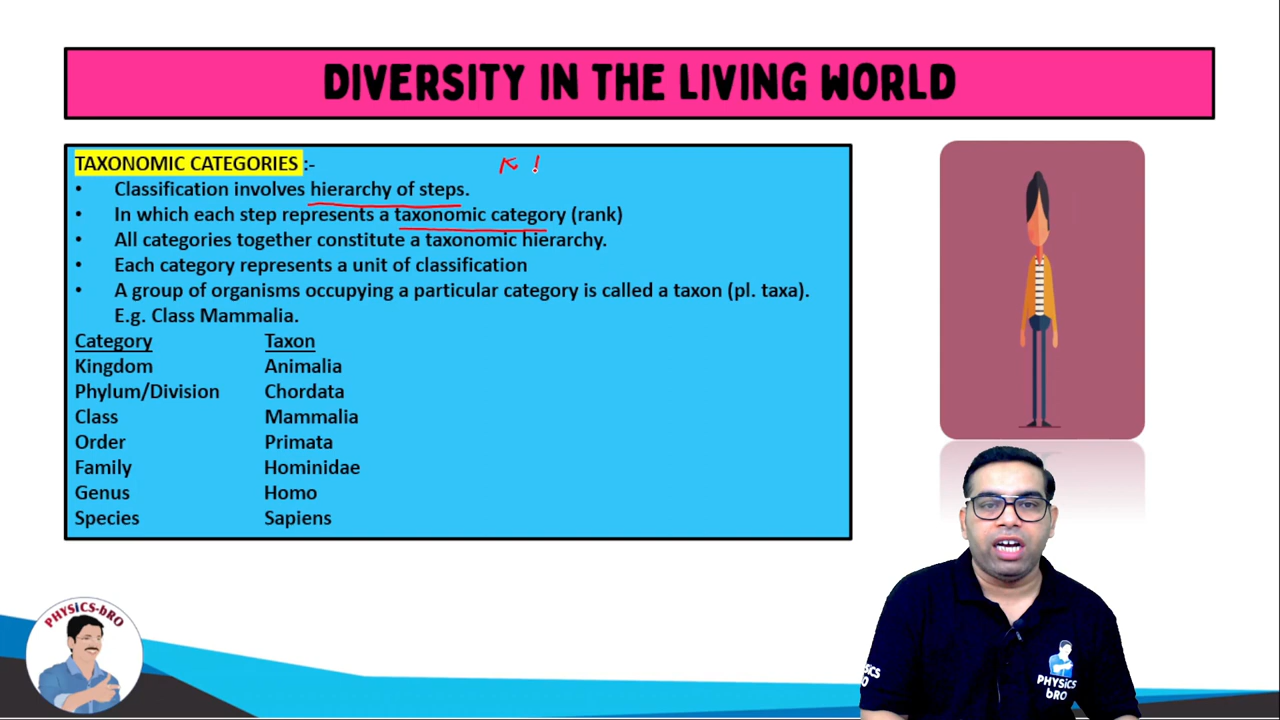 DIVERSITY IN THE LIVING WORLD
TAXONOMIC CATEGORIES :-
K !
• Classification involves hierarchy of steps.
• In which each step represents a taxonomic category (rank)
• All categories together constitute a taxonomic hierarchy.
• Each category represents a unit of classification
• A group of organisms occupying a particular category is called a taxon (pl. taxa).
E.g. Class Mammalia.
Category Taxon
Kingdom Animalia
Phylum/Division Chordata
Class Mammalia
Order Primata
Family Hominidae
Genus Homo
Species Sapiens
PHYSiCS-bRO
PHYSiCS
bRO